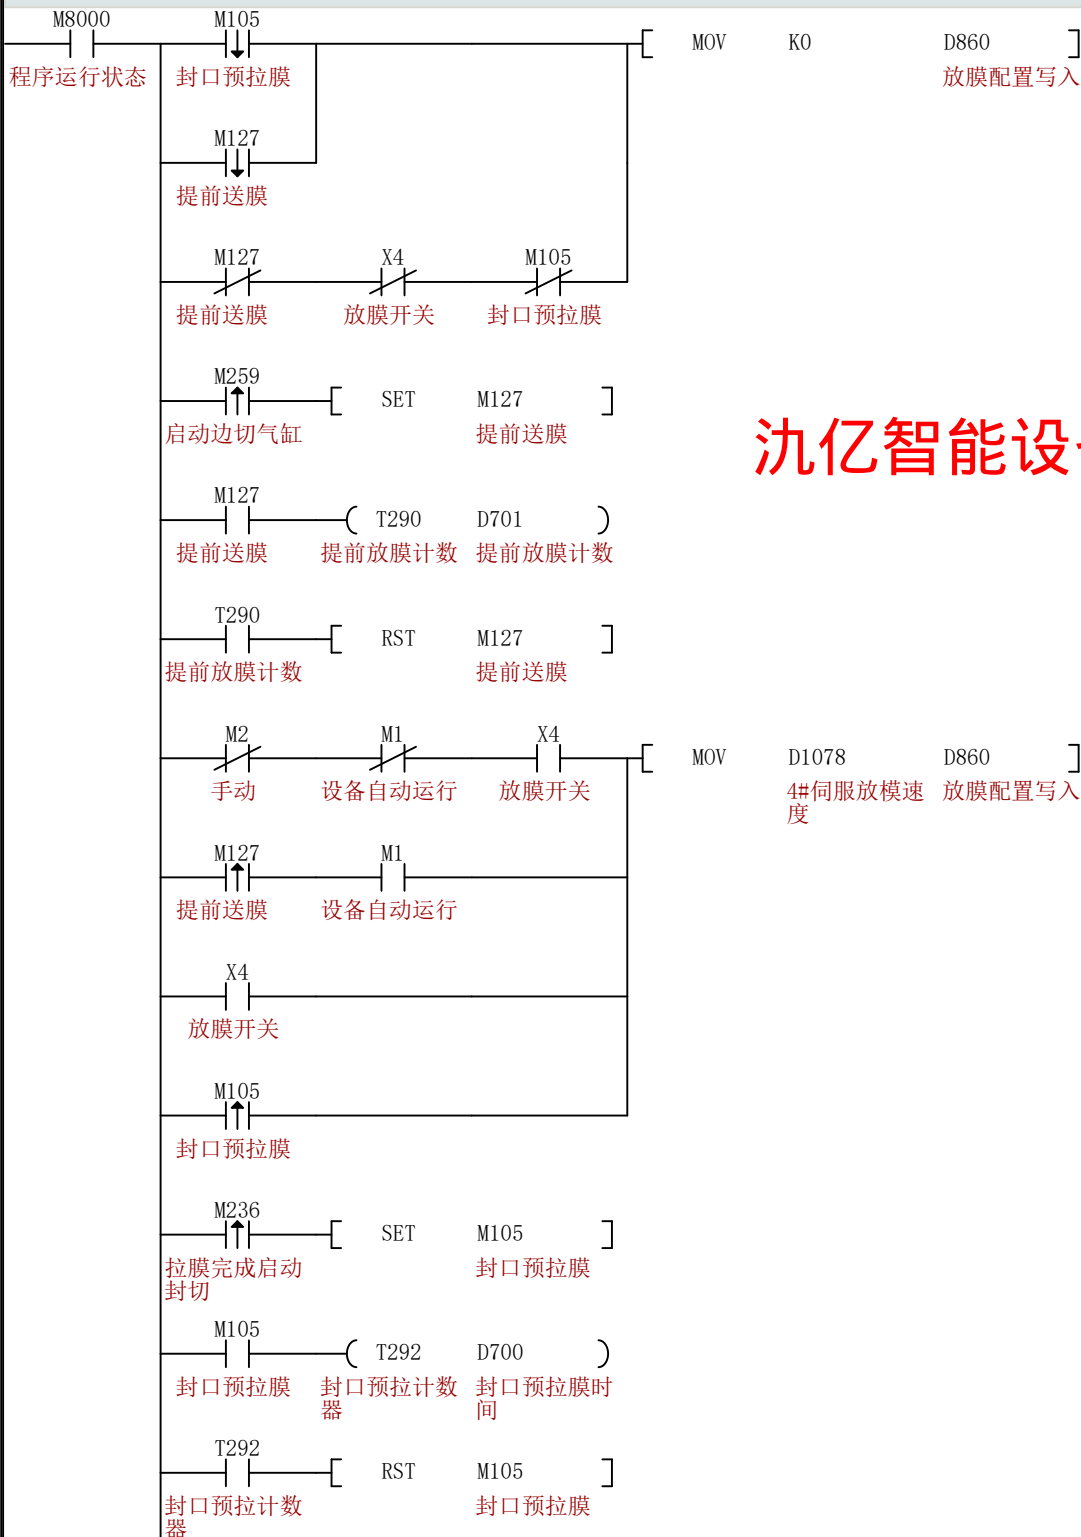 M8000 M105
MOV K0 D860
程序运行状态 封口预拉膜 放膜配置写入
M127
提前送膜
M127 X4 M105
提前送膜 放膜开关 封口预拉膜
M259
SET M127
启动边切气缸 提前送膜
氿亿智能设
M127
T290 D701
提前送膜 提前放膜计数 提前放膜计数
T290
RST M127
提前放膜计数 提前送膜
M2 M1 X4
MOV D1078 D860
手动 设备自动运行 放膜开关 4#伺服放模速 放膜配置写入
度
M127 M1
提前送膜 设备自动运行
X4
放膜开关
M105
封口预拉膜
M236
SET M105
拉膜完成启动 封口预拉膜
封切
M105
T292 D700
封口预拉膜 封口预拉计数 封口预拉膜时
器 间
T292
RST M105
封口预拉计数 封口预拉膜
器